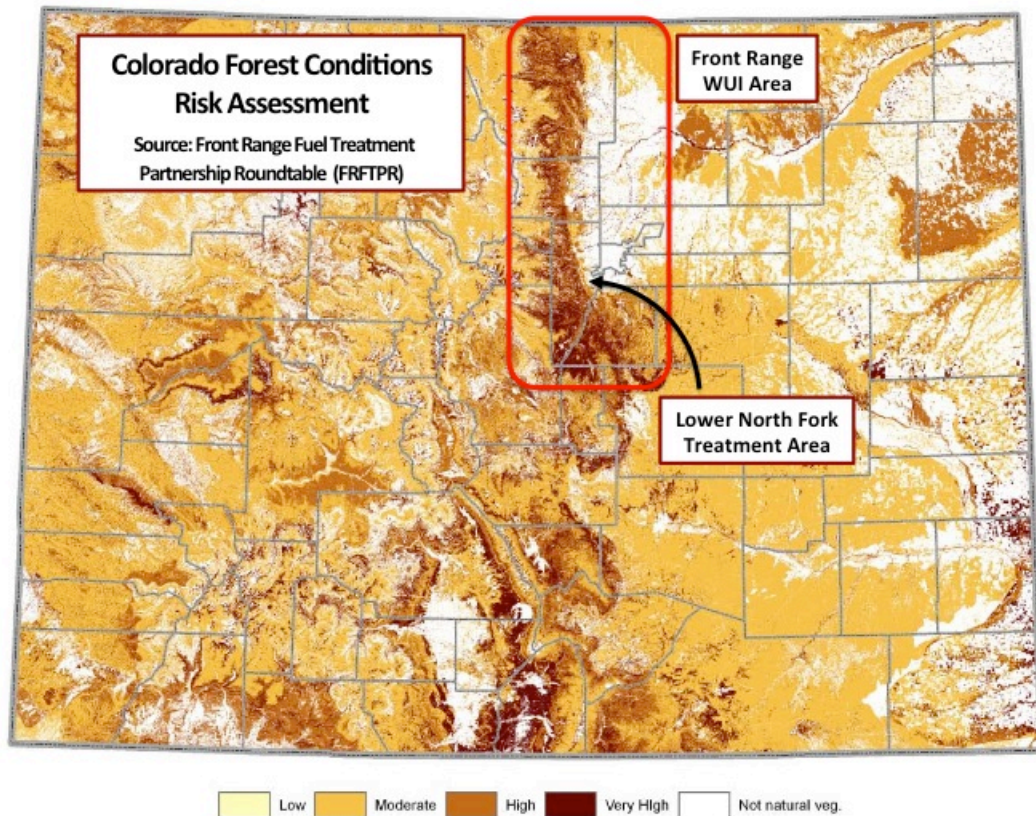 Colorado Forest Conditions
Risk Assessment
Source: Front Range Fuel Treatment
Partnership Roundtable (FRFTPR)
Front Range
WUI Area
Lower North Fork
Treatment Area
Low
Moderate
High
Very HIgh
Not natural veg.